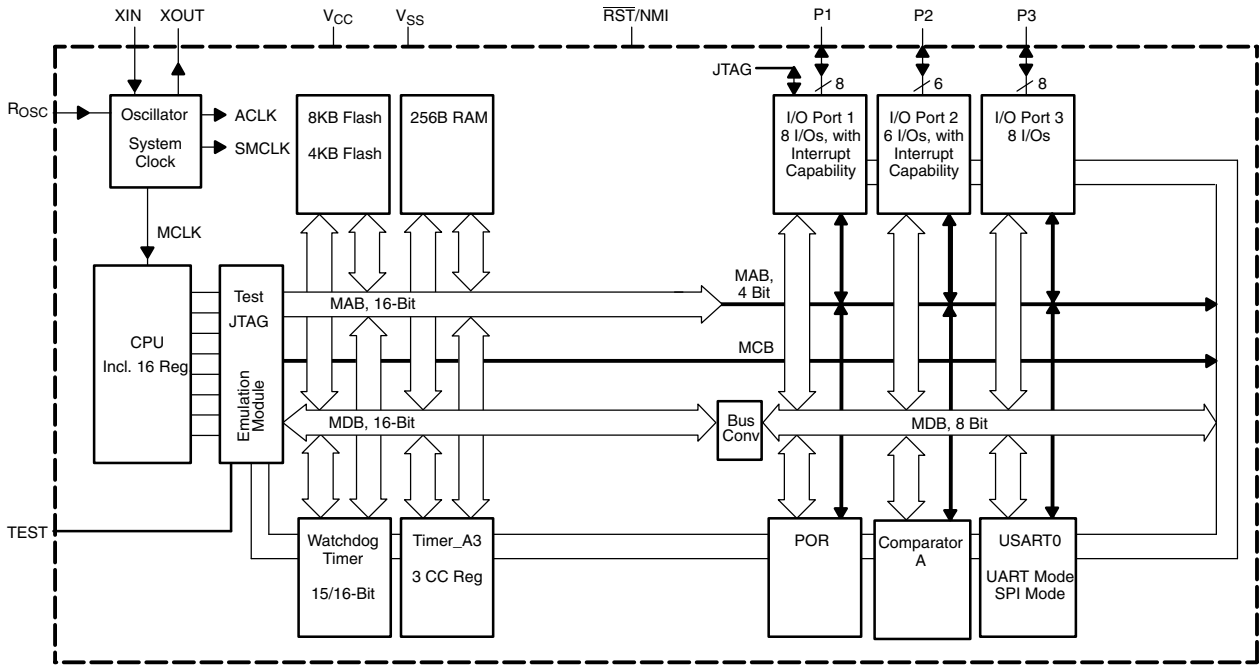 XIN XOUT VCC VSS RST/NMI P1 P2 P3
JTAG 8 6 8
ROSC
Oscillator
System
Clock
ACLK
SMCLK
8KB Flash
4KB Flash
256B RAM
I/O Port 1
8 I/Os, with
Interrupt
Capability
I/O Port 2
6 I/Os, with
Interrupt
Capability
I/O Port 3
8 I/Os
MCLK
CPU
Incl. 16 Reg.
Test
JTAG
Emulation
Module
MAB, 16-Bit
MAB,
4 Bit
MCB
MDB, 16-Bit
Bus
Conv
MDB, 8 Bit
TEST
Watchdog
Timer
15/16-Bit
Timer_A3
3 CC Reg
POR
Comparator
A
USART0
UART Mode
SPI Mode